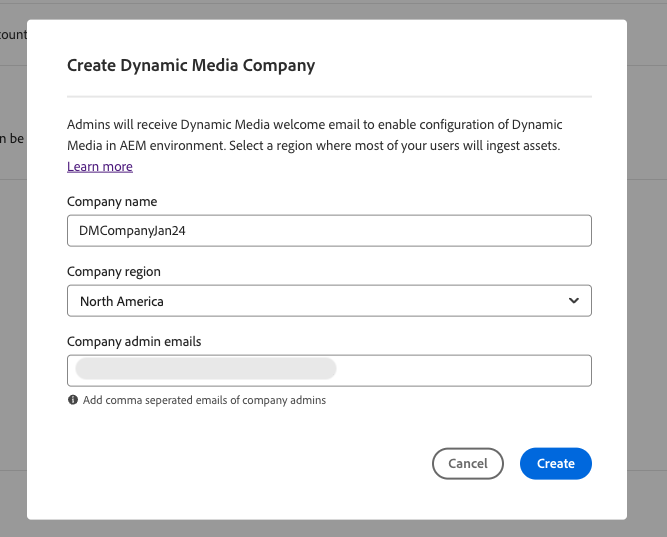 count
n be
Create Dynamic Media Company
Admins will receive Dynamic Media welcome email to enable configuration of Dynamic
Media in AEM environment. Select a region where most of your users will ingest assets.
Learn more
Company name
DMCompanyJan24
Company region
North America
Company admin emails
Add comma seperated emails of company admins
Cancel
Create